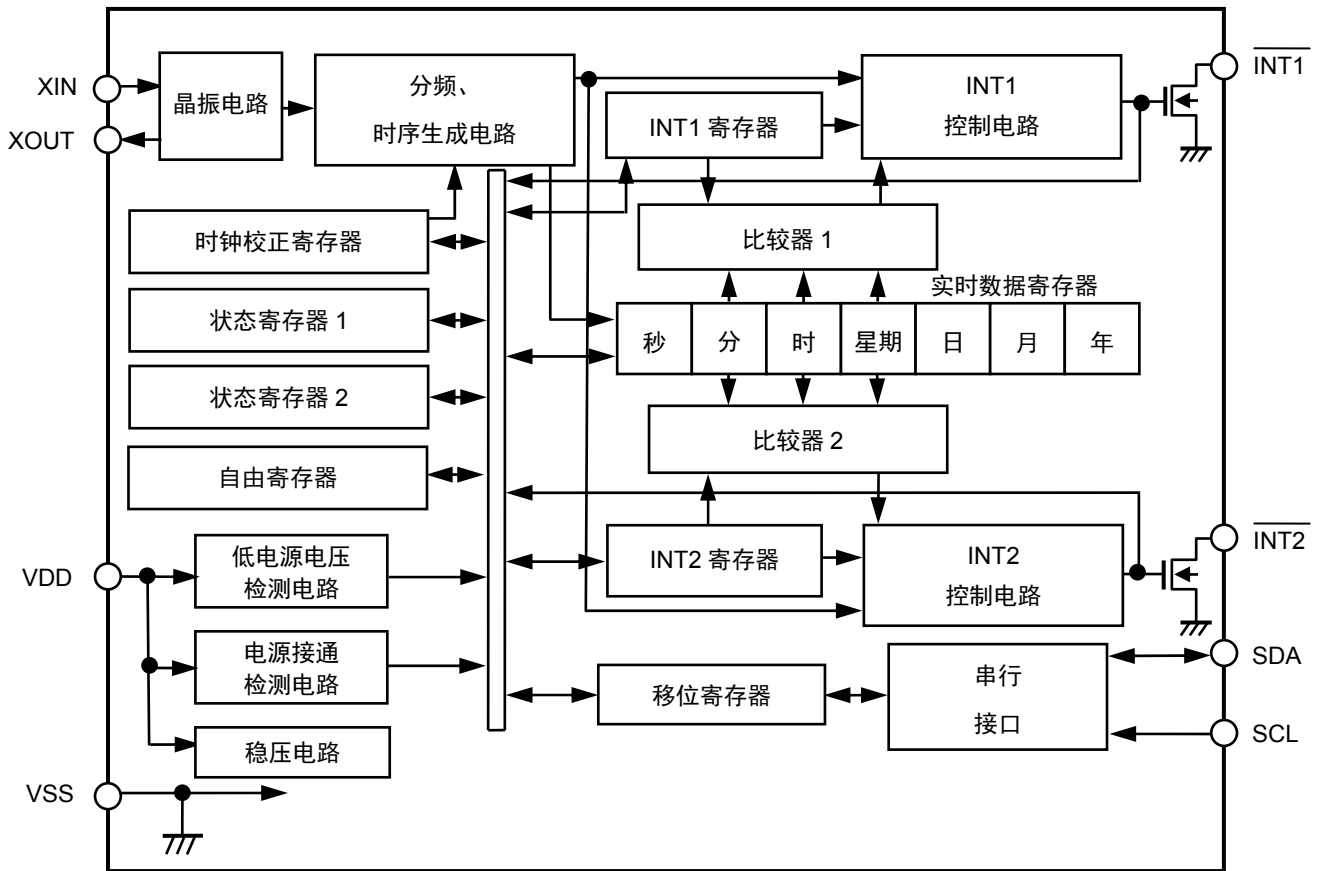 XIN
XOUT
晶振电路
分频、
时序生成电路
INT1 寄存器
INT1
控制电路
INT1
时钟校正寄存器
比较器 1
实时数据寄存器
状态寄存器 1
秒 分 时 星期 日 月 年
状态寄存器 2
比较器 2
自由寄存器
VDD
低电源电压
检测电路
INT2 寄存器
INT2
控制电路
INT2
电源接通
检测电路
移位寄存器
串行
接口
SDA
SCL
稳压电路
VSS